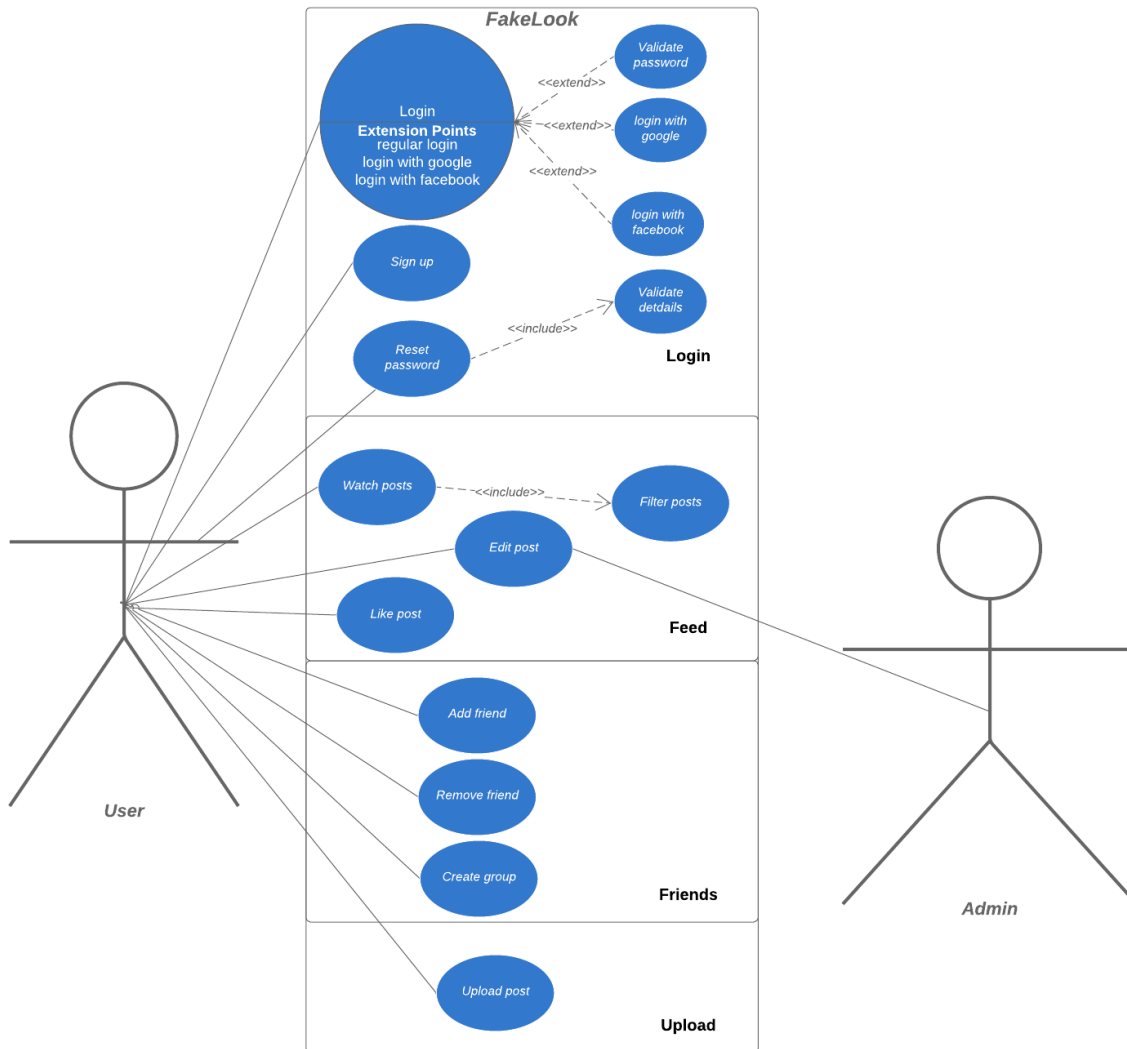 FakeLook
Login
Extension Points
regular login
login with google
login with facebook
<<extend>>
Validate
password
<<extend>>
login with
google
<<extend>>
login with
facebook
Sign up
Validate
detdails
<<include>>
Reset
password
Login
Watch posts
<<include>>
Filter posts
Edit post
Like post
Feed
Add friend
Remove friend
Create group
Friends
Upload post
Upload
User
Admin